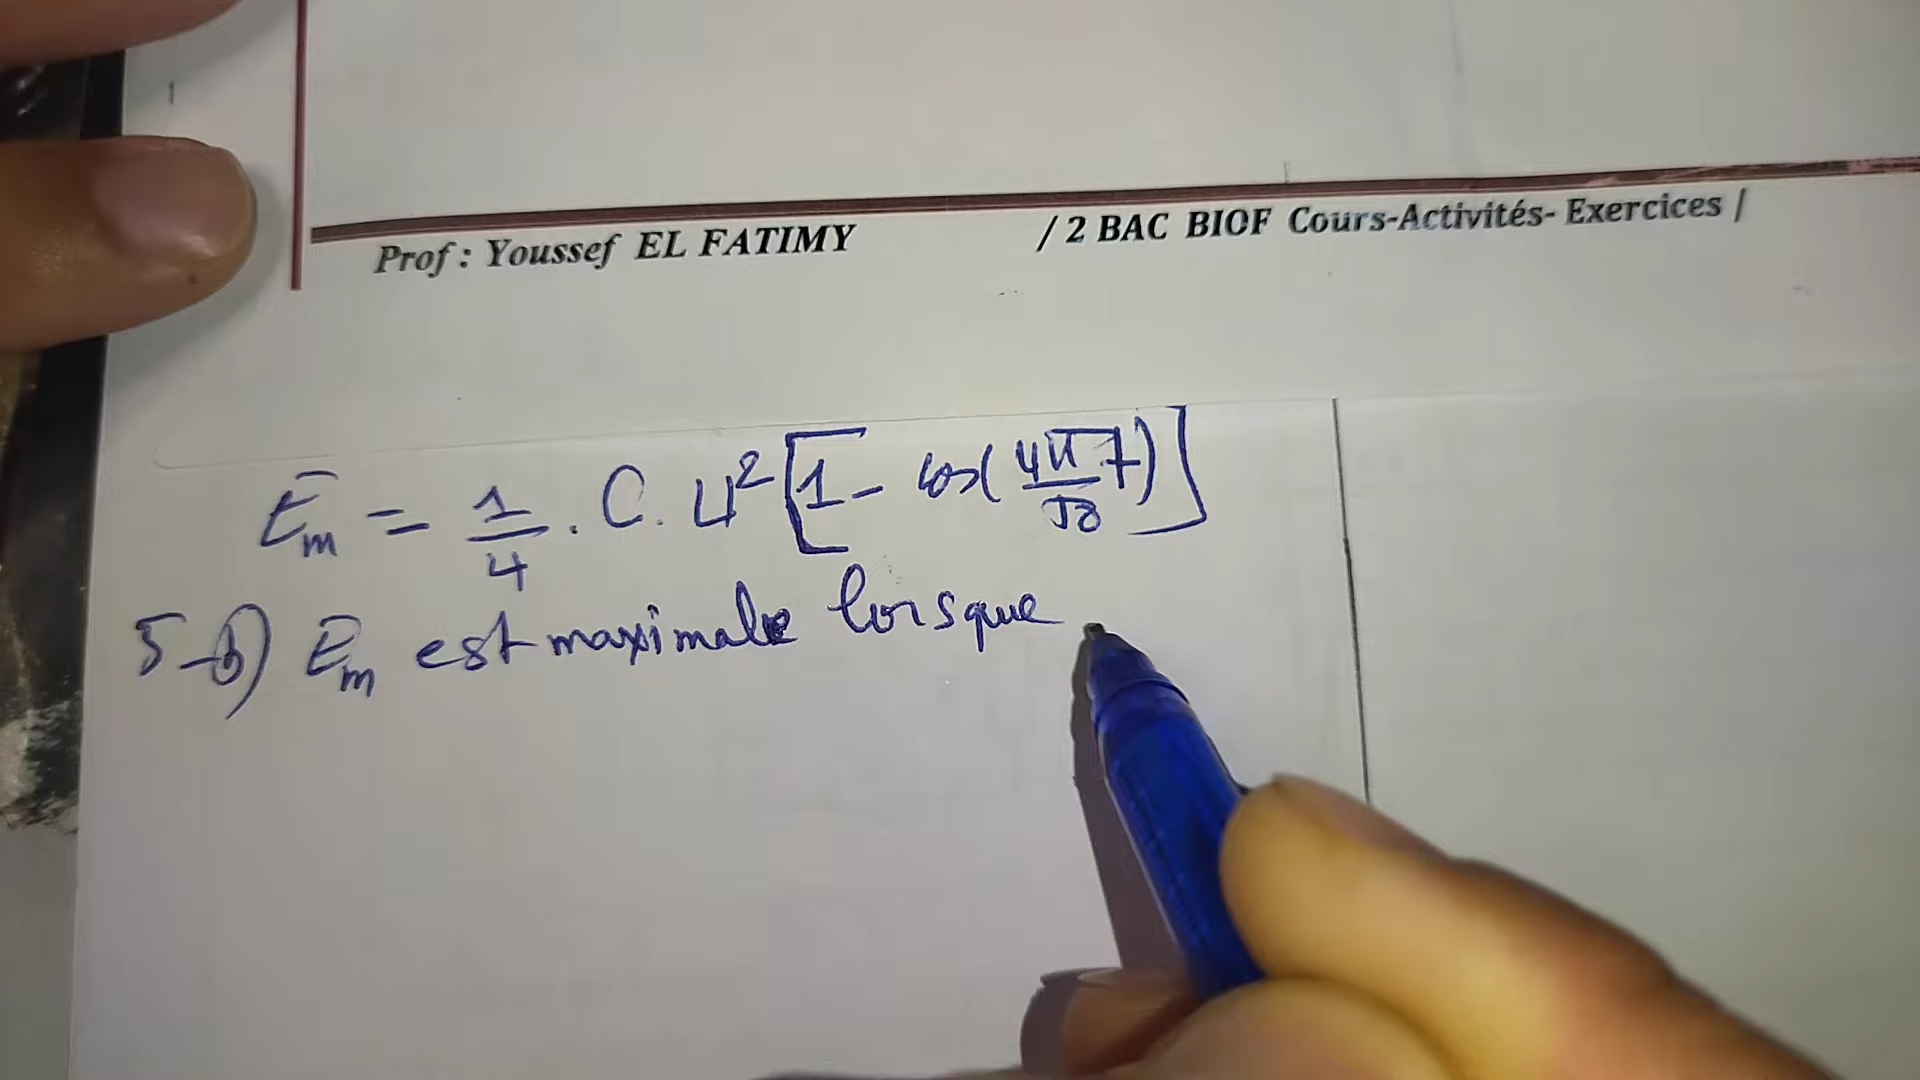 Prof : Youssef EL FATIMY / 2 BAC BIOF Cours-Activités- Exercices /
Em = 1/4 . C. U² [1 - cos(4π/T0 t)]
5-b) Em est maximale lorsque